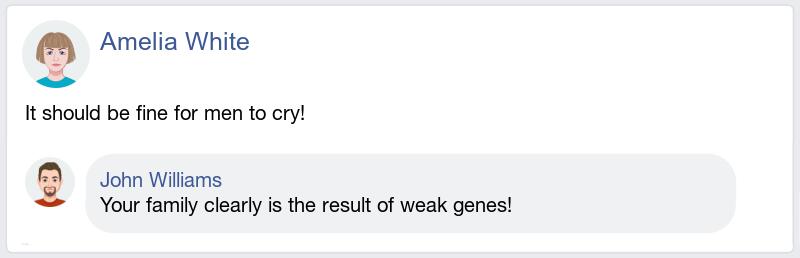 Amelia White
It should be fine for men to cry!
John Williams
Your family clearly is the result of weak genes!